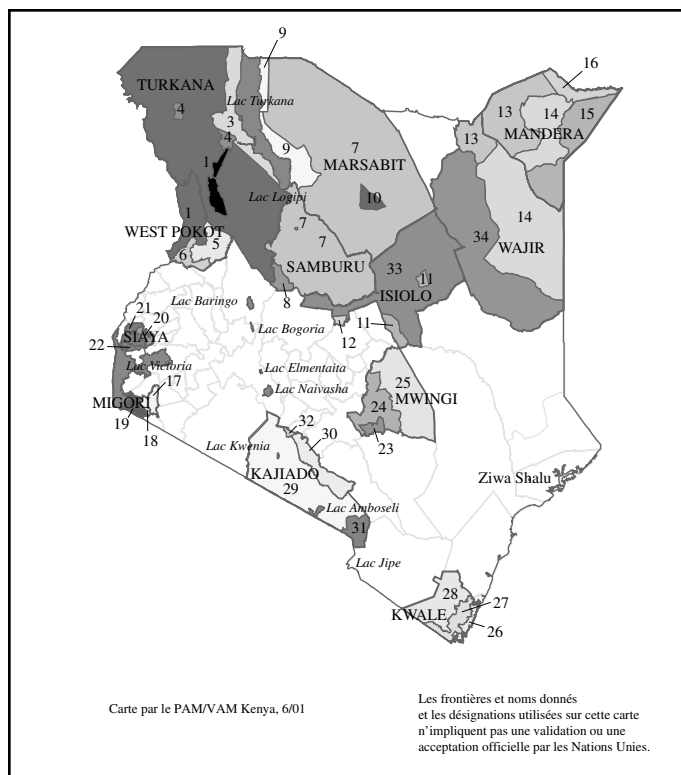 9
16
TURKANA
Lac Turkana
4
3
4
13
14
15
MANDERA
13
9
7
MARSABIT
1
10
Lac Logipi
14
34
WAJIR
1
WEST POKOT
5
6
7
7
SAMBURU
33
11
ISIOLO
8
Lac Baringo
21
20
SIAYA
22
Lac Bogoria
11
12
Lac Victoria
17
Lac Elmentaita
Lac Naivasha
25
MWINGI
24
MIGORI
19
18
23
32
30
Lac Kwenia
KAJIADO
29
Ziwa Shalu
Lac Amboseli
31
Lac Jipe
28
27
KWALE
26
Carte par le PAM/VAM Kenya, 6/01
Les frontières et noms donnés
et les désignations utilisées sur cette carte
n'impliquent pas une validation ou une
acceptation officielle par les Nations Unies.